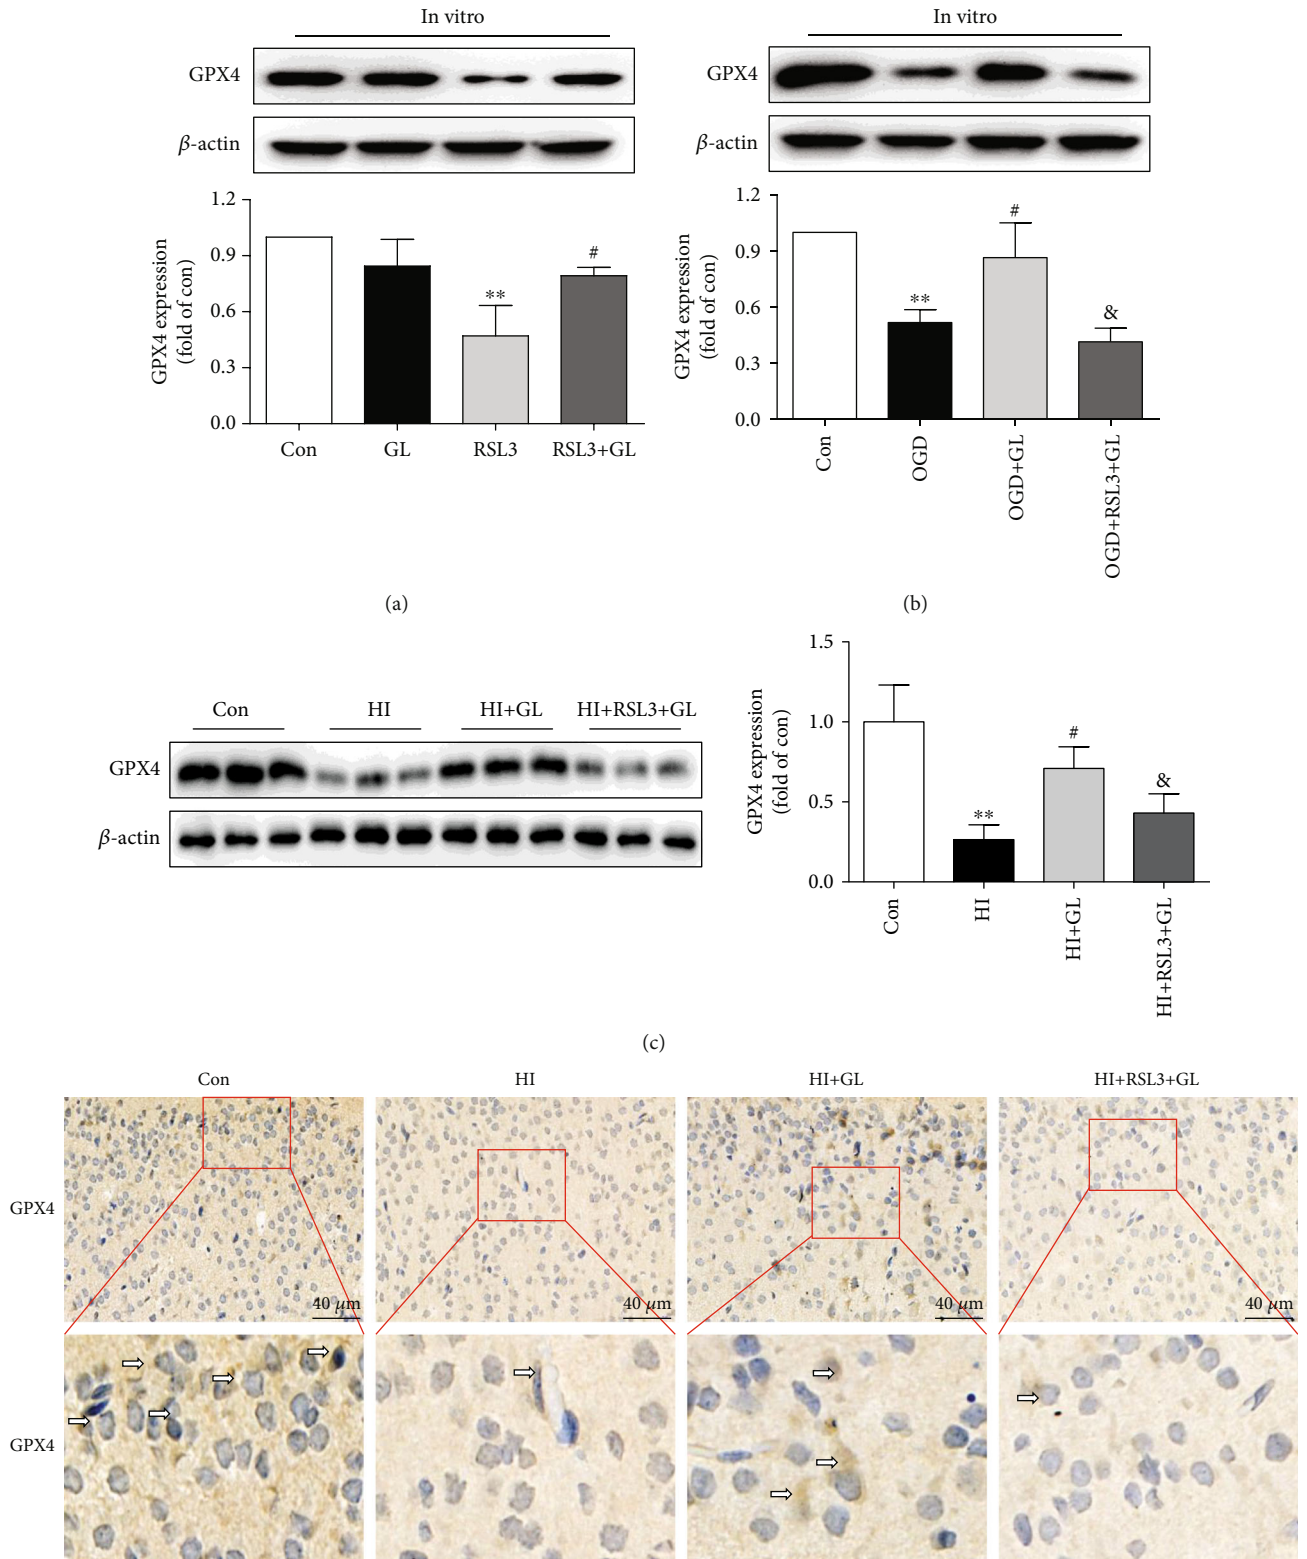 In vitro
GPX4
β-actin
1.2
0.9
0.6
0.3
0.0
GPX4 expression
(fold of con)
**
#
Con GL RSL3 RSL3+GL
(a)
In vitro
GPX4
β-actin
1.2
0.9
0.6
0.3
0.0
GPX4 expression
(fold of con)
**
#
&
Con
OGD
OGD+GL
OGD+RSL3+GL
(b)
Con HI HI+GL HI+RSL3+GL
GPX4
β-actin
1.5
1.0
0.5
0.0
GPX4 expression
(fold of con)
**
#
&
Con
HI
HI+GL
HI+RSL3+GL
(c)
Con HI HI+GL HI+RSL3+GL
GPX4
40 μm 40 μm 40 μm 40 μm
GPX4